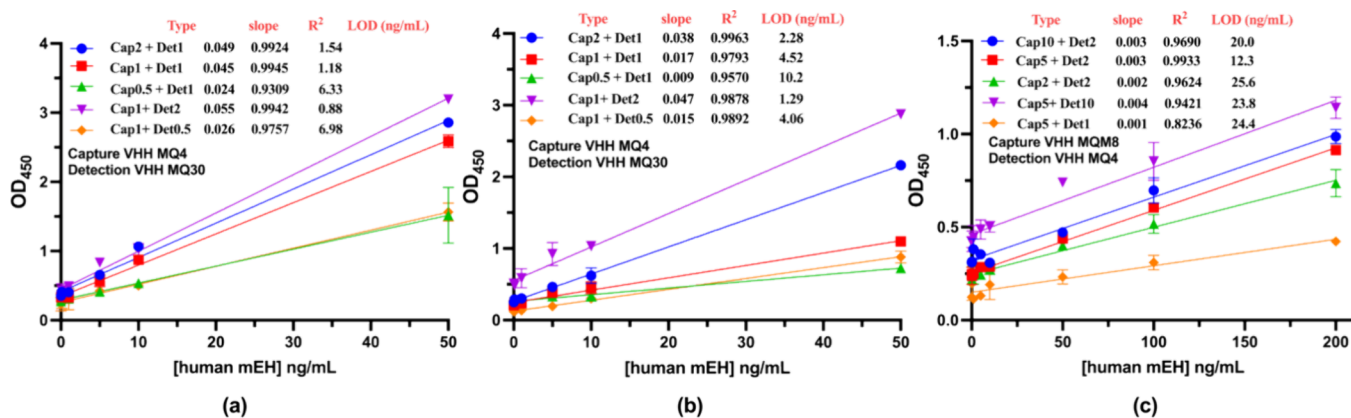 Type slope R² LOD (ng/mL)
Cap2 + Det1 0.049 0.9924 1.54
Cap1 + Det1 0.045 0.9945 1.18
Cap0.5 + Det1 0.024 0.9309 6.33
Cap1+ Det2 0.055 0.9942 0.88
Cap1+ Det0.5 0.026 0.9757 6.98
Capture VHH MQ4
Detection VHH MQ30
OD450
4
3
2
1
0
0 10 20 30 40 50
[human mEH] ng/mL
(a)
Type slope R² LOD (ng/mL)
Cap2 + Det1 0.038 0.9963 2.28
Cap1 + Det1 0.017 0.9793 4.52
Cap0.5 + Det1 0.009 0.9570 10.2
Cap1+ Det2 0.047 0.9878 1.29
Cap1 + Det0.5 0.015 0.9892 4.06
Capture VHH MQ4
Detection VHH MQ30
OD450
4
3
2
1
0
0 10 20 30 40 50
[human mEH] ng/mL
(b)
Type slope R² LOD (ng/mL)
Cap10 + Det2 0.003 0.9690 20.0
Cap5 + Det2 0.003 0.9933 12.3
Cap2 + Det2 0.002 0.9624 25.6
Cap5+ Det10 0.004 0.9421 23.8
Cap5 + Det1 0.001 0.8236 24.4
Capture VHH MQM8
Detection VHH MQ4
OD450
1.5
1.0
0.5
0.0
0 50 100 150 200
[human mEH] ng/mL
(c)